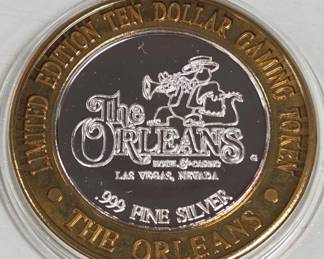 LIMITED EDITION TEN DOLLAR GAMING TOKEN
The
ORLEANS
HOTEL & CASINO
LAS VEGAS, NEVADA
.999 FINE SILVER
THE ORLEANS